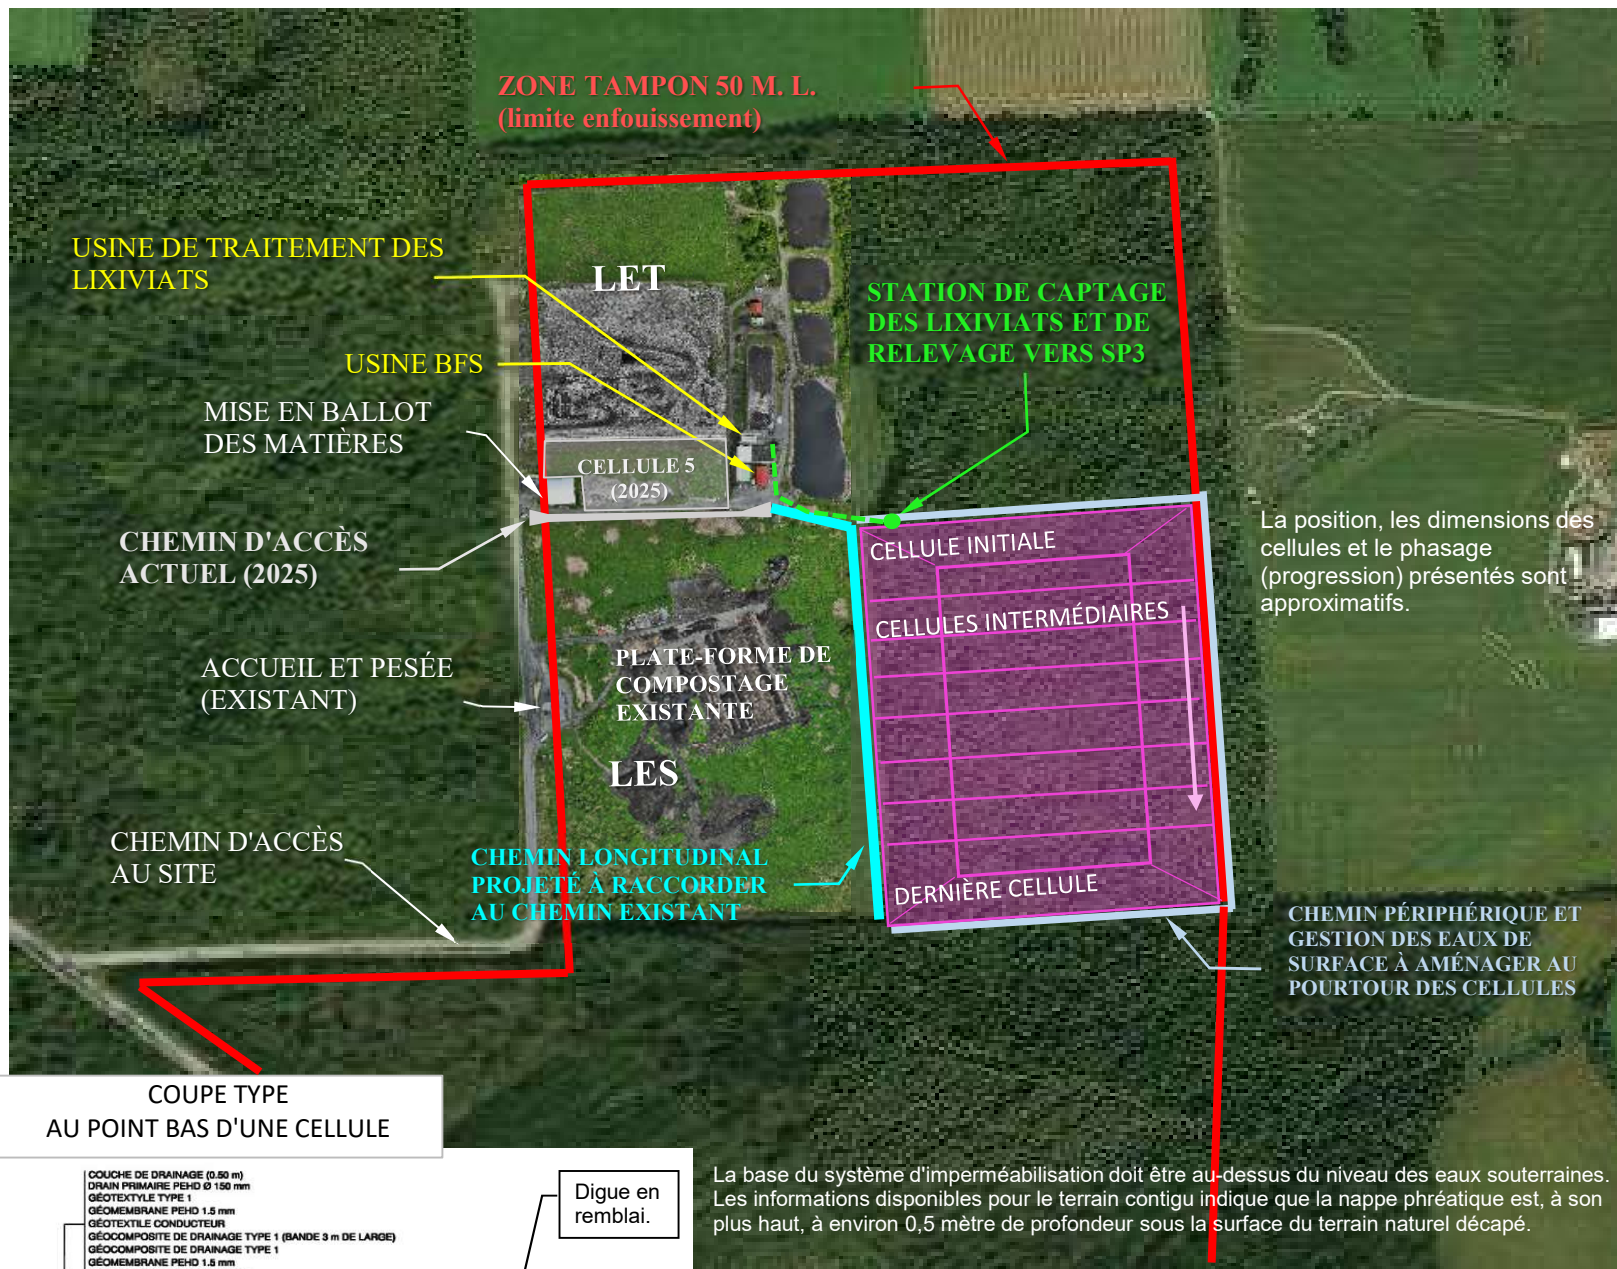 ZONE TAMPON 50 M. L.
(limite enfouissement)
USINE DE TRAITEMENT DES
LIXIVIATS
LET
STATION DE CAPTAGE
DES LIXIVIATS ET DE
RELEVAGE VERS SP3
USINE BFS
MISE EN BALLOT
DES MATIÈRES
CELLULE 5
(2025)
CHEMIN D'ACCÈS
ACTUEL (2025)
CELLULE INITIALE
La position, les dimensions des
cellules et le phasage
(progression) présentés sont
approximatifs.
CELLULES INTERMÉDIAIRES
ACCUEIL ET PESÉE
(EXISTANT)
PLATE-FORME DE
COMPOSTAGE
EXISTANTE
LES
CHEMIN D'ACCÈS
AU SITE
CHEMIN LONGITUDINAL
PROJETÉ À RACCORDER
AU CHEMIN EXISTANT
DERNIÈRE CELLULE
CHEMIN PÉRIPHÉRIQUE ET
GESTION DES EAUX DE
SURFACE À AMÉNAGER AU
POURTOUR DES CELLULES
COUPE TYPE
AU POINT BAS D'UNE CELLULE
COUCHE DE DRAINAGE (0.50 m)
DRAIN PRIMAIRE PEHD Ø 150 mm
GÉOTEXTYLE TYPE 1
GÉOMEMBRANE PEHD 1.5 mm
GÉOTEXTILE CONDUCTEUR
GÉOCOMPOSITE DE DRAINAGE TYPE 1 (BANDE 3 m DE LARGE)
GÉOCOMPOSITE DE DRAINAGE TYPE 1
GÉOMEMBRANE PEHD 1.5 mm
Digue en
remblai.
La base du système d'imperméabilisation doit être au-dessus du niveau des eaux souterraines.
Les informations disponibles pour le terrain contigu indique que la nappe phréatique est, à son
plus haut, à environ 0,5 mètre de profondeur sous la surface du terrain naturel décapé.